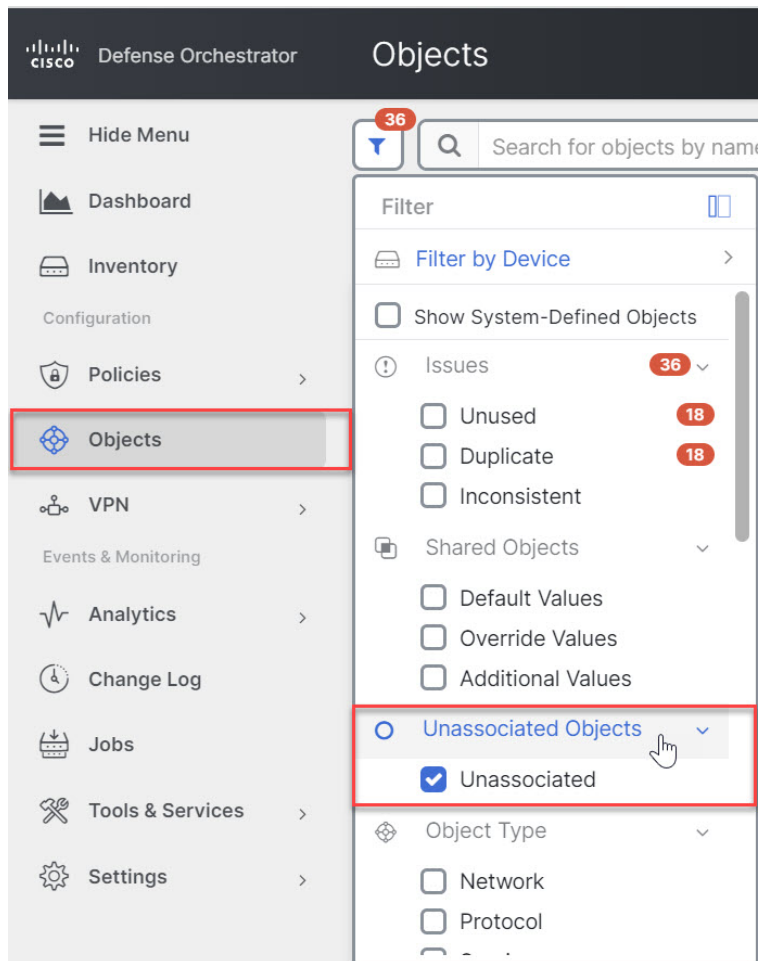 CISCO Defense Orchestrator
Objects
Hide Menu
Dashboard
Inventory
Configuration
Policies
Objects
VPN
Events & Monitoring
Analytics
Change Log
Jobs
Tools & Services
Settings
36
Search for objects by name
Filter
Filter by Device
Show System-Defined Objects
Issues 36
Unused 18
Duplicate 18
Inconsistent
Shared Objects
Default Values
Override Values
Additional Values
Unassociated Objects
Unassociated
Object Type
Network
Protocol